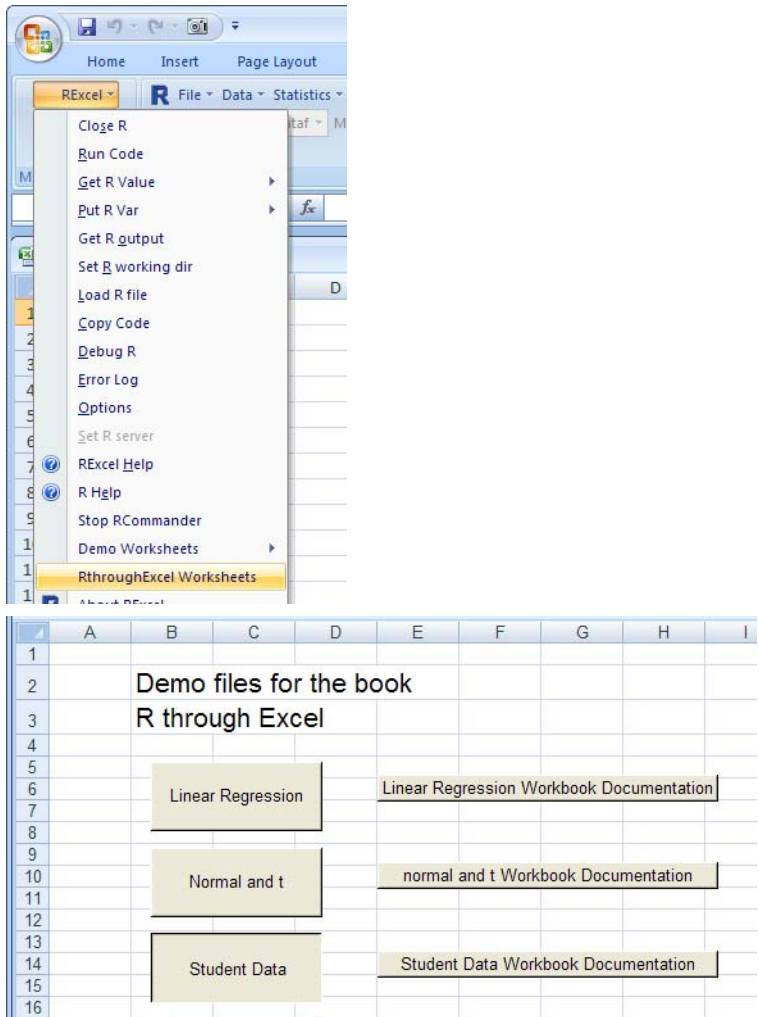 Home Insert Page Layout
RExcel R File Data Statistics
Close R
Run Code
Get R Value
Put R Var
fx
Get R output
Set R working dir
Load R file
D
Copy Code
Debug R
Error Log
Options
Set R server
RExcel Help
R Help
Stop RCommander
Demo Worksheets
RthroughExcel Worksheets
A B C D E F G H I
1
2 Demo files for the book
3 R through Excel
4
5
6 Linear Regression Linear Regression Workbook Documentation
7
8
9
10 Normal and t normal and t Workbook Documentation
11
12
13
14 Student Data Student Data Workbook Documentation
15
16